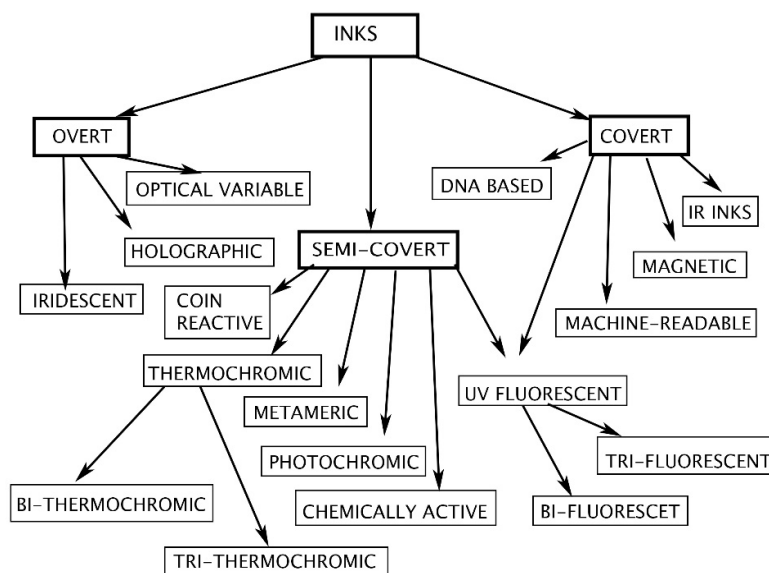 INKS
OVERT
COVERT
OPTICAL VARIABLE
DNA BASED
IR INKS
HOLOGRAPHIC
SEMI-COVERT
MAGNETIC
IRIDESCENT
COIN
REACTIVE
MACHINE-READABLE
THERMOCHROMIC
METAMERIC
UV FLUORESCENT
PHOTOCHROMIC
TRI-FLUORESCENT
BI-THERMOCHROMIC
CHEMICALLY ACTIVE
BI-FLUORESCET
TRI-THERMOCHROMIC